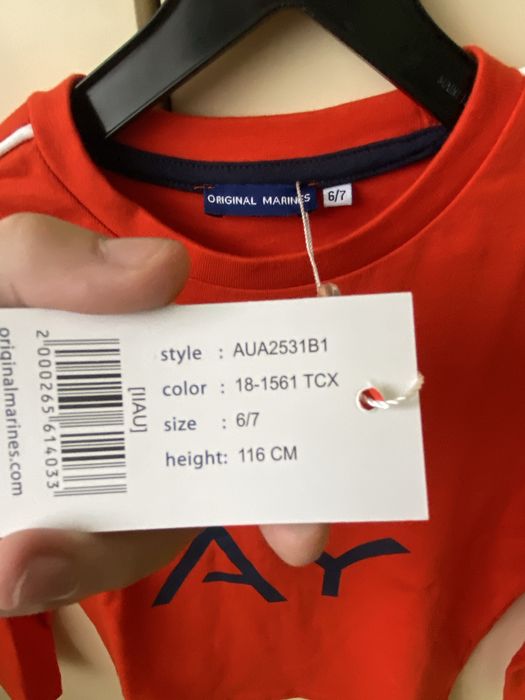 ORIGINAL MARINES
6/7
style : AUA2531B1
color : 18-1561 TCX
size : 6/7
height: 116 CM
[IIAU]
2 000265 614033
originalmarines.com
AY